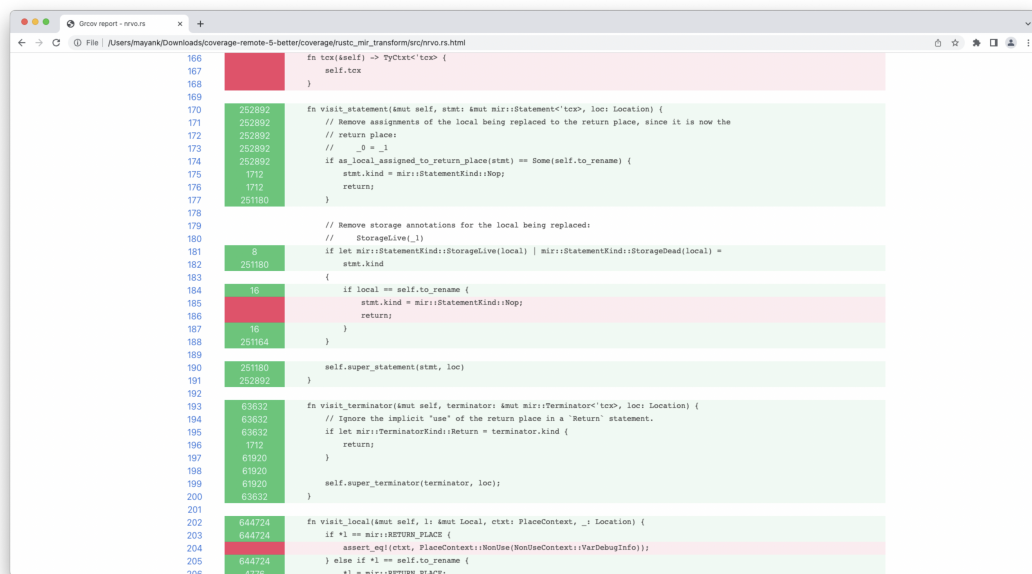 Grcov report - nrvo.rs × +
File | /Users/mayank/Downloads/coverage-remote-5-better/coverage/rustc_mir_transform/src/nrvo.rs.html
166 fn tcx(&self) -> TyCtxt<'tcx> {
167 self.tcx
168 }
169
170 252892 fn visit_statement(&mut self, stmt: &mut mir::Statement<'tcx>, loc: Location) {
171 252892 // Remove assignments of the local being replaced to the return place, since it is now the
172 252892 // return place:
173 252892 // _0 = _1
174 252892 if as_local_assigned_to_return_place(stmt) == Some(self.to_rename) {
175 1712 stmt.kind = mir::StatementKind::Nop;
176 1712 return;
177 251180 }
178
179 // Remove storage annotations for the local being replaced:
180 // StorageLive(_1)
181 8 if let mir::StatementKind::StorageLive(local) | mir::StatementKind::StorageDead(local) =
182 251180 stmt.kind
183 {
184 16 if local == self.to_rename {
185 stmt.kind = mir::StatementKind::Nop;
186 return;
187 16 }
188 251164 }
189
190 251180 self.super_statement(stmt, loc)
191 252892 }
192
193 63632 fn visit_terminator(&mut self, terminator: &mut mir::Terminator<'tcx>, loc: Location) {
194 63632 // Ignore the implicit "use" of the return place in a `Return` statement.
195 63632 if let mir::TerminatorKind::Return = terminator.kind {
196 1712 return;
197 61920 }
198 61920
199 61920 self.super_terminator(terminator, loc);
200 63632 }
201
202 644724 fn visit_local(&mut self, l: &mut Local, ctxt: PlaceContext, _: Location) {
203 644724 if *l == mir::RETURN_PLACE {
204 assert_eq!(ctxt, PlaceContext::NonUse(NonUseContext::VarDebugInfo));
205 644724 } else if *l == self.to_rename {
206 4776 *l = mir::RETURN_PLACE;